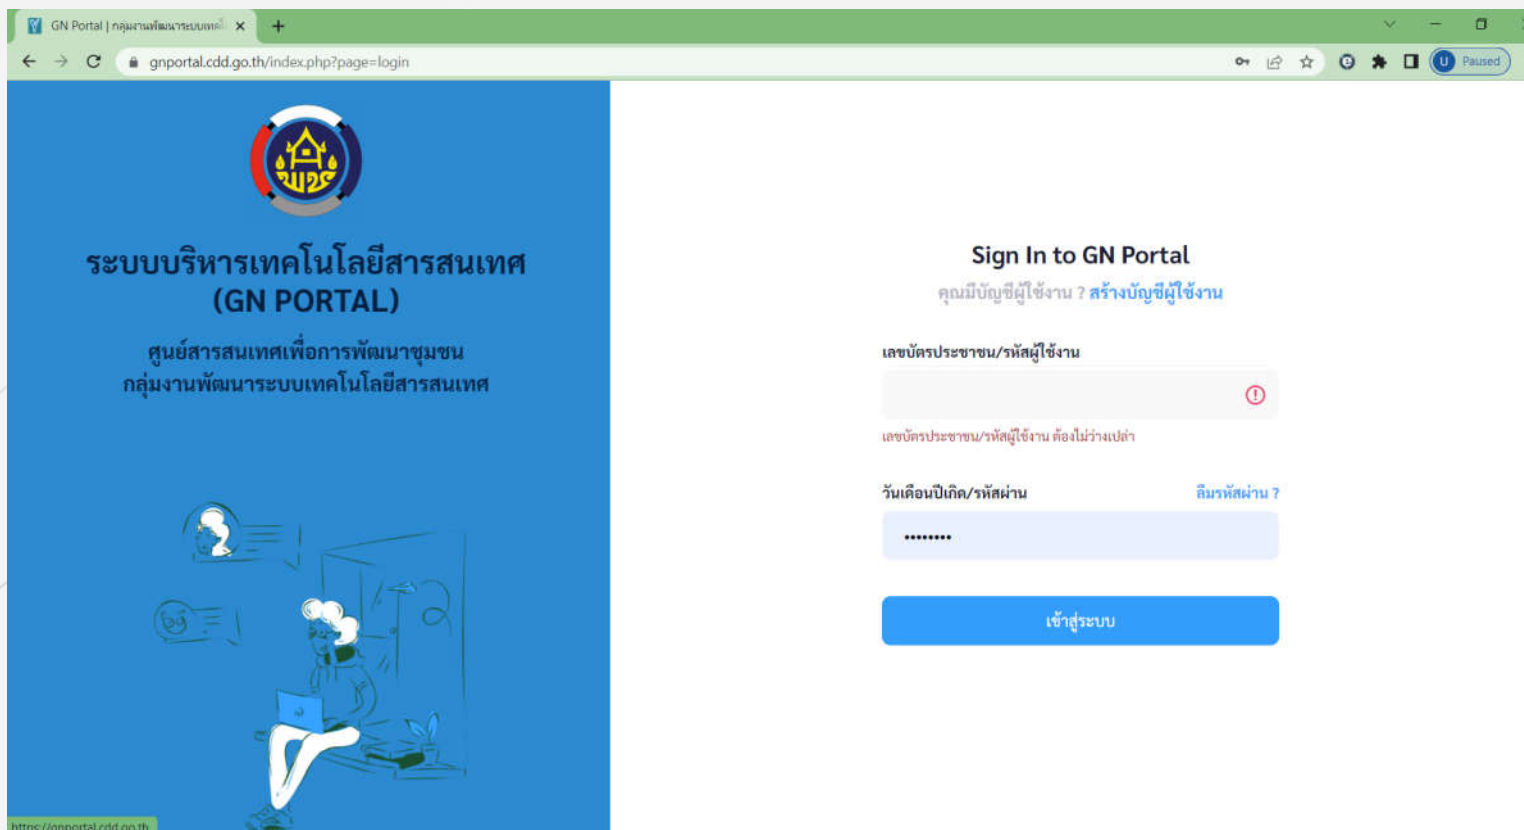 GN Portal | กลุ่มงานพัฒนาระบบเทคโ
gnportal.cdd.go.th/index.php?page=login
U Paused
พช
ระบบบริหารเทคโนโลยีสารสนเทศ
(GN PORTAL)
ศูนย์สารสนเทศเพื่อการพัฒนาชุมชน
กลุ่มงานพัฒนาระบบเทคโนโลยีสารสนเทศ
Sign In to GN Portal
คุณมีบัญชีผู้ใช้งาน ? สร้างบัญชีผู้ใช้งาน
เลขบัตรประชาชน/รหัสผู้ใช้งาน
เลขบัตรประชาชน/รหัสผู้ใช้งาน ต้องไม่ว่างเปล่า
วันเดือนปีเกิด/รหัสผ่าน ลืมรหัสผ่าน ?
••••••••
เข้าสู่ระบบ
https://gnportal.cdd.go.th